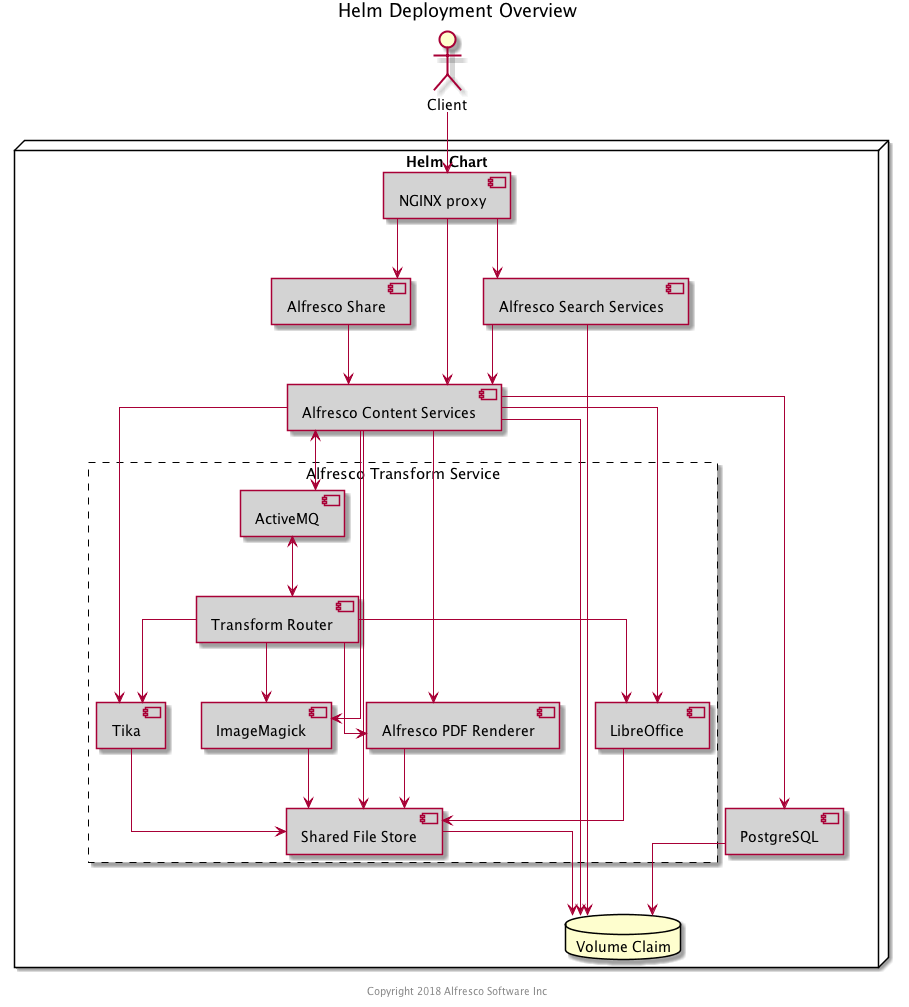 Helm Deployment Overview
Client
Helm Chart
NGINX proxy
Alfresco Share
Alfresco Search Services
Alfresco Content Services
Alfresco Transform Service
ActiveMQ
Transform Router
Tika
ImageMagick
Alfresco PDF Renderer
LibreOffice
Shared File Store
PostgreSQL
Volume Claim
Copyright 2018 Alfresco Software Inc